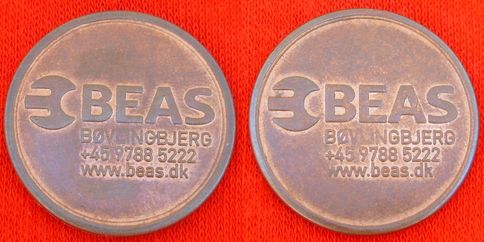 BEAS
BØVLINGBJERG
+45 9788 5222
www.beas.dk
BEAS
BØVLINGBJERG
+45 9788 5222
www.beas.dk